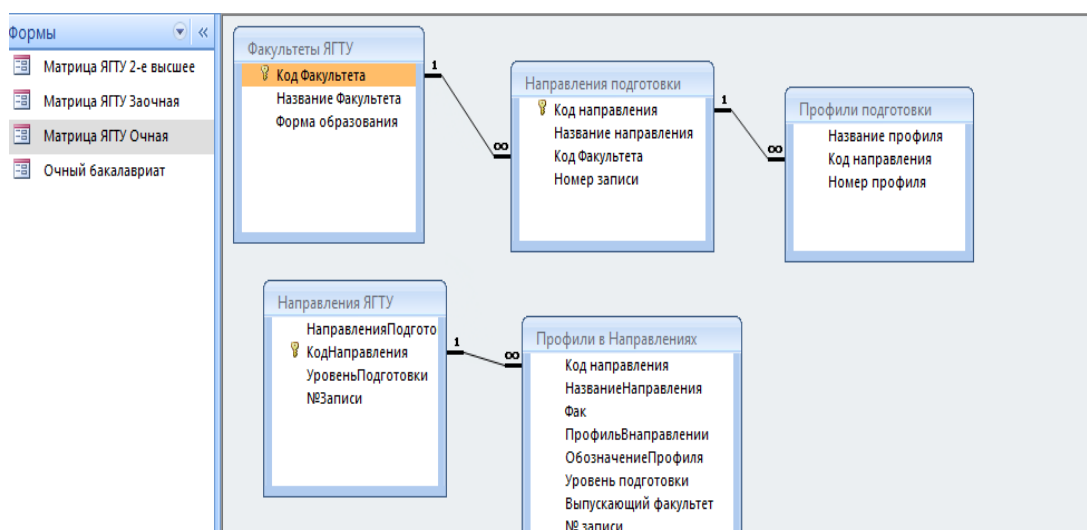 Формы
Матрица ЯГТУ 2-е высшее
Матрица ЯГТУ Заочная
Матрица ЯГТУ Очная
Очный бакалавриат
Факультеты ЯГТУ
Код Факультета
Название Факультета
Форма образования
1
∞
Направления подготовки
Код направления
Название направления
Код Факультета
Номер записи
1
∞
Профили подготовки
Название профиля
Код направления
Номер профиля
Направления ЯГТУ
НаправленияПодгото
КодНаправления
УровеньПодготовки
№Записи
1
∞
Профили в Направлениях
Код направления
НазваниеНаправления
Фак
ПрофильВнаправлении
ОбозначениеПрофиля
Уровень подготовки
Выпускающий факультет
№ записи